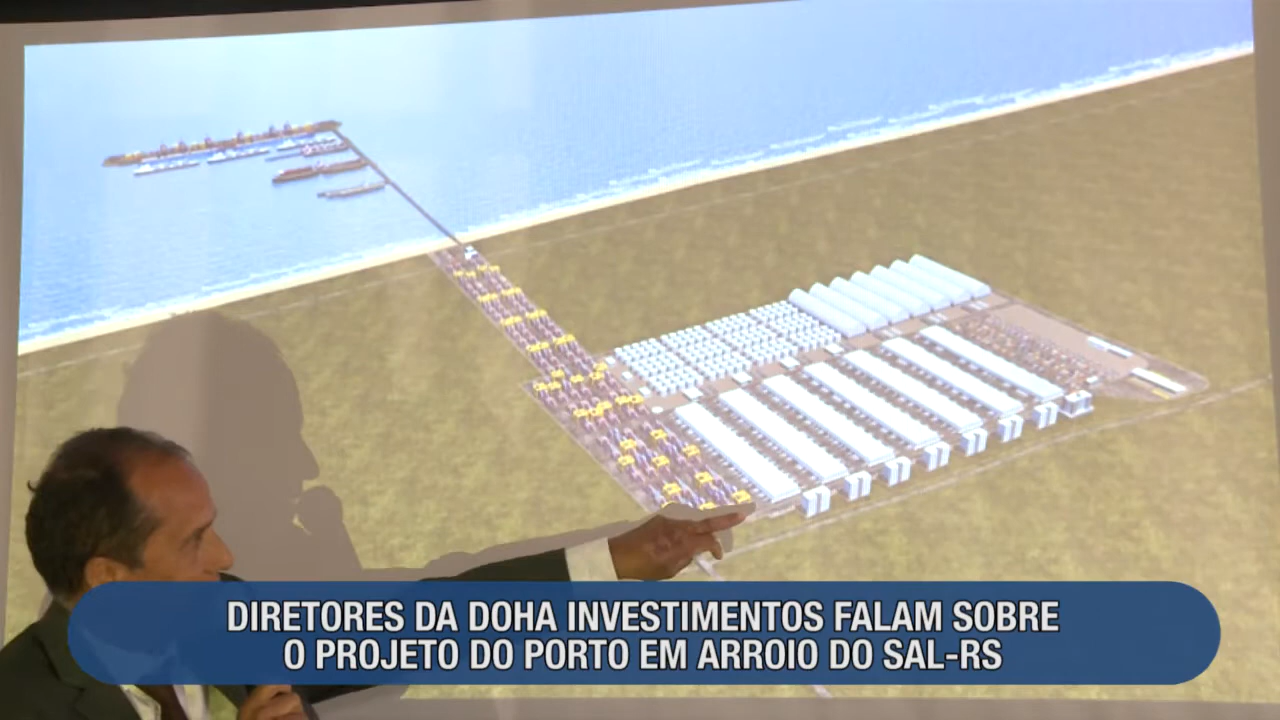 DIRETORES DA DOHA INVESTIMENTOS FALAM SOBRE
O PROJETO DO PORTO EM ARROIO DO SAL-RS